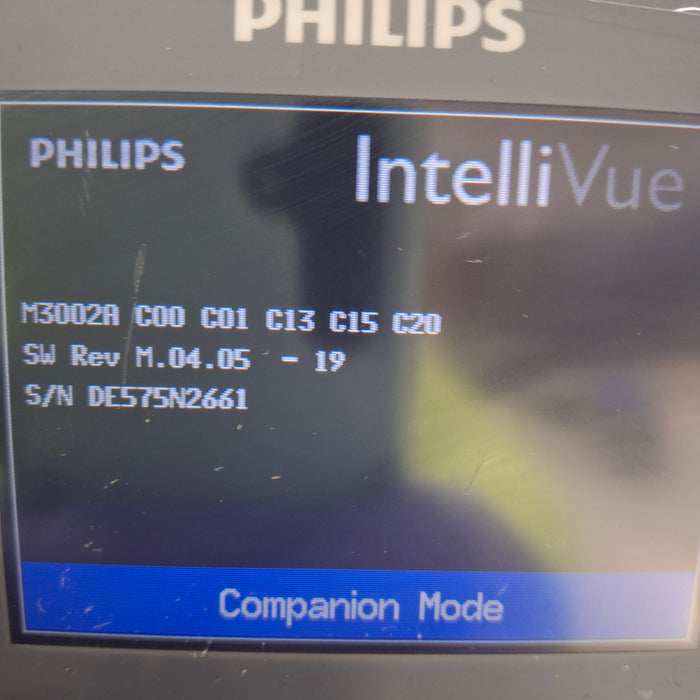 PHILIPS
PHILIPS IntelliVue
M3002A C00 C01 C13 C15 C20
SW Rev M.04.05 - 19
S/N DE575N2661
Companion Mode